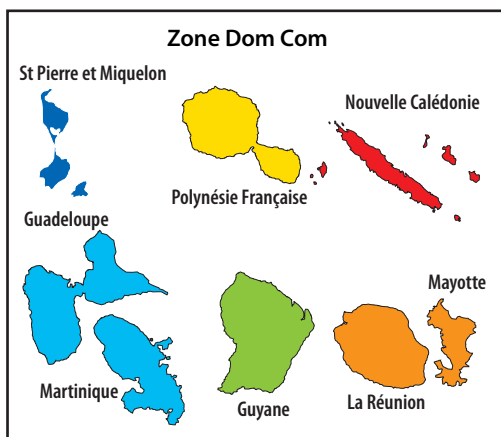 Zone Dom Com
St Pierre et Miquelon
Nouvelle Calédonie
Polynésie Française
Guadeloupe
Mayotte
Martinique
Guyane
La Réunion